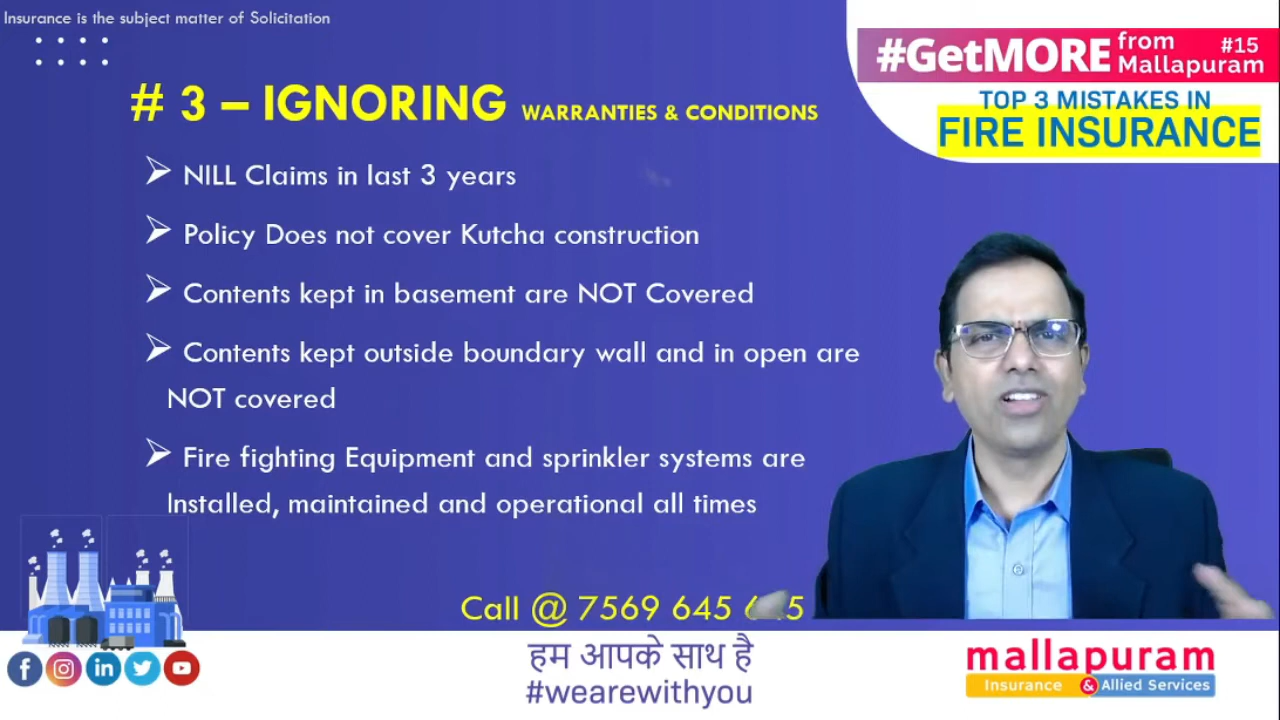 Insurance is the subject matter of Solicitation
#GetMORE from Mallapuram #15
TOP 3 MISTAKES IN
FIRE INSURANCE
# 3 – IGNORING WARRANTIES & CONDITIONS
NILL Claims in last 3 years
Policy Does not cover Kutcha construction
Contents kept in basement are NOT Covered
Contents kept outside boundary wall and in open are
NOT covered
Fire fighting Equipment and sprinkler systems are
Installed, maintained and operational all times
Call @ 7569 645
हम आपके साथ है
#wearewithyou
mallapuram
Insurance & Allied Services